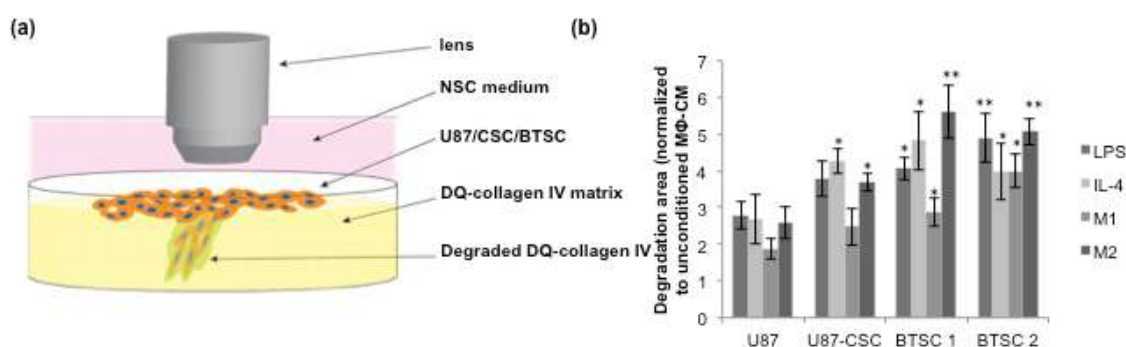 (a)
lens
NSC medium
U87/CSC/BTSC
DQ-collagen IV matrix
Degraded DQ-collagen IV
(b)
Degradation area (normalized
to unconditioned MΦ-CM
7
6
5
4
3
2
1
0
*
*
*
*
**
*
**
*
*
**
U87
U87-CSC
BTSC 1
BTSC 2
LPS
IL-4
M1
M2